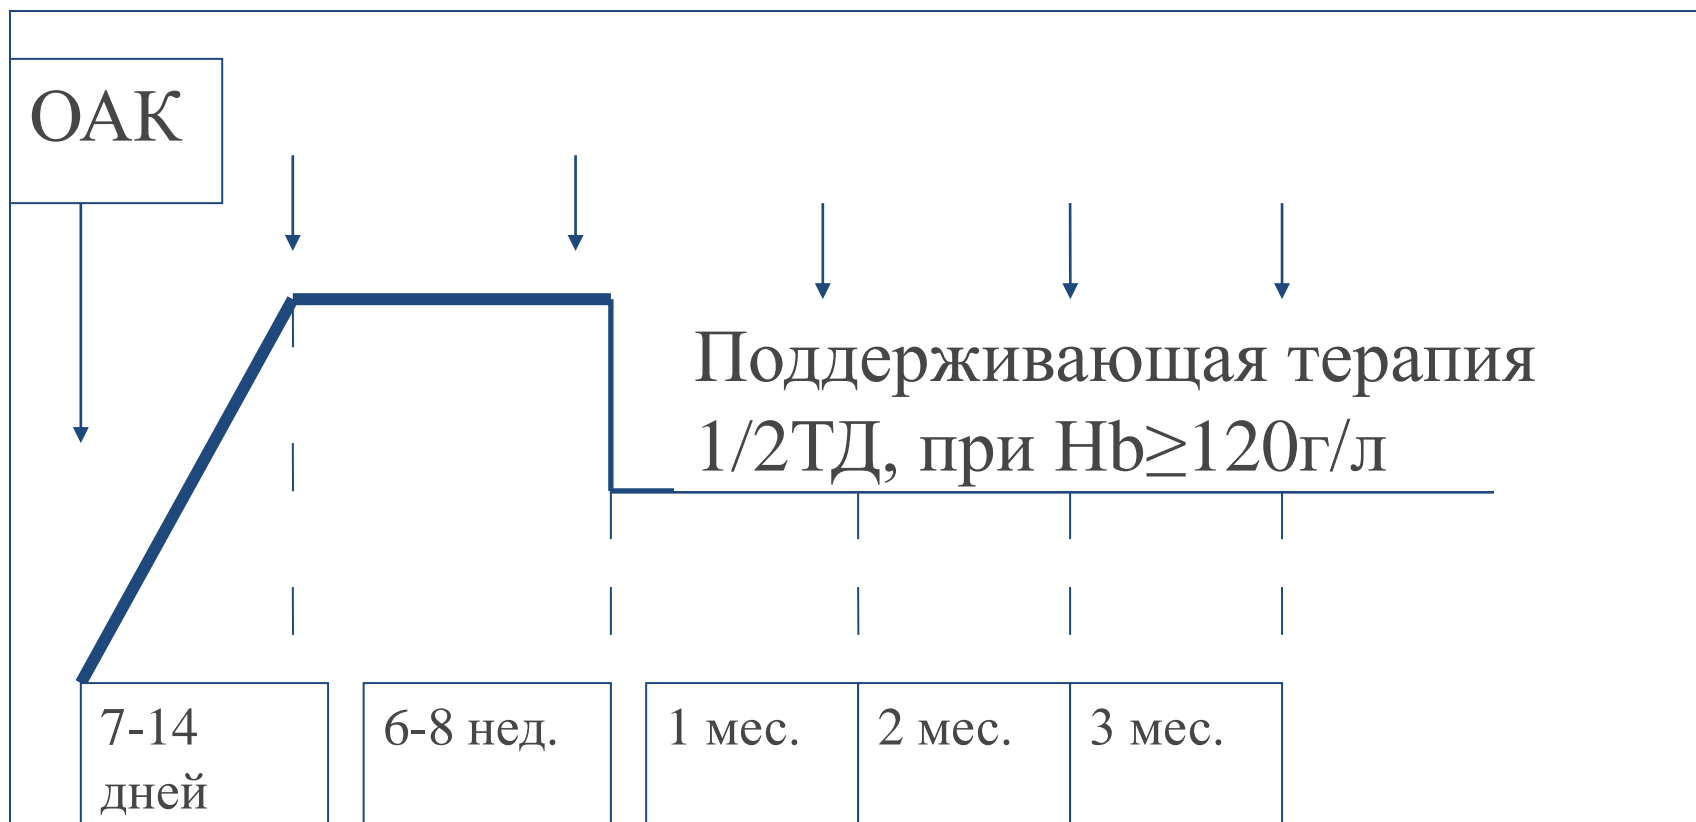 ОАК
Поддерживающая терапия
1/2ТД, при Hb≥120г/л
7-14
дней
6-8 нед.
1 мес.
2 мес.
3 мес.